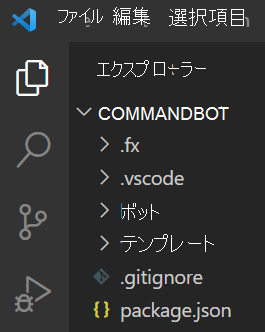 ファイル 編集 選択項目
エクスプローラー
COMMANDBOT
.fx
.vscode
ボット
テンプレート
.gitignore
package.json